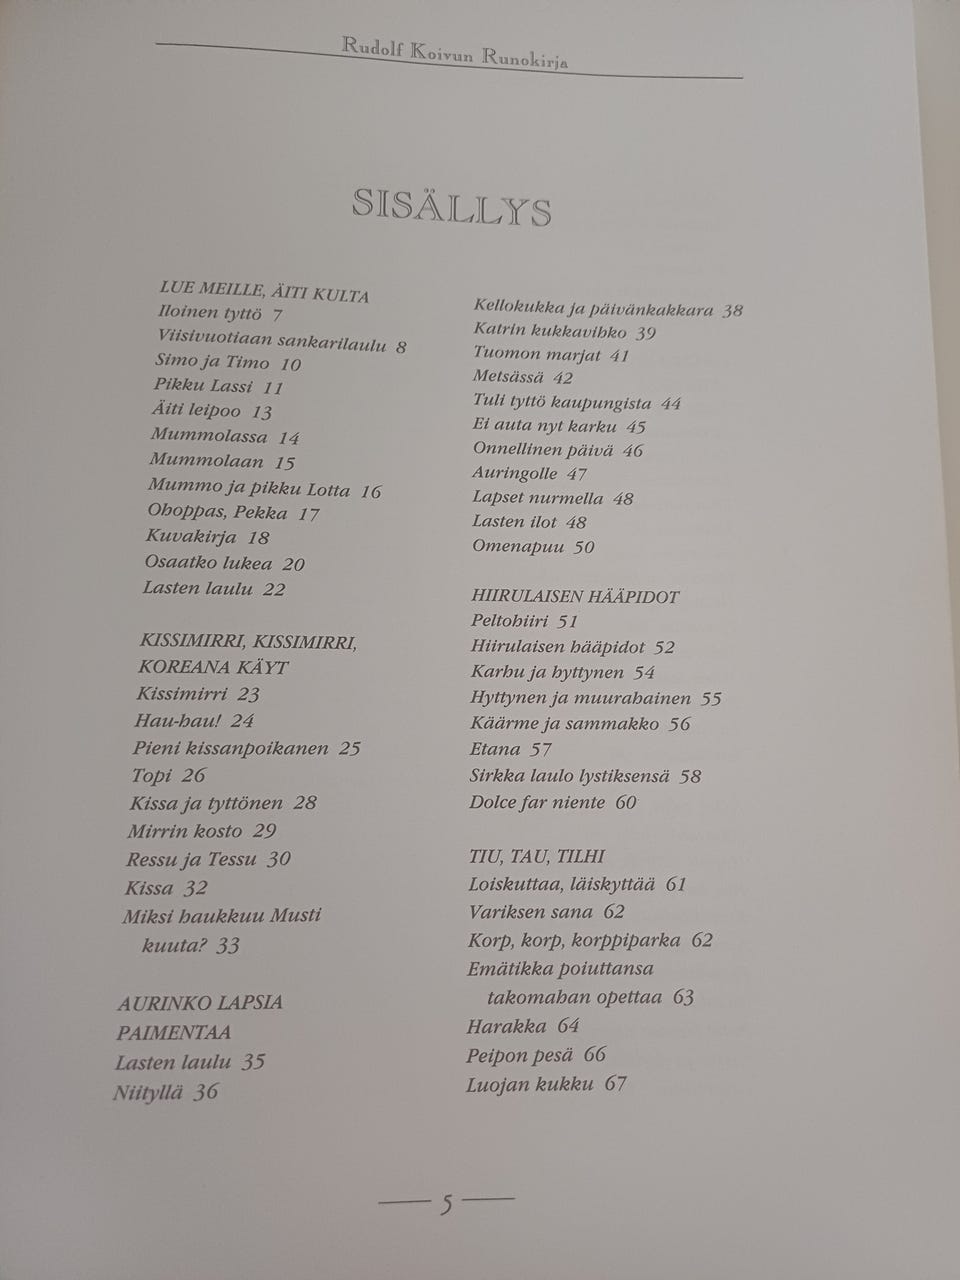 Rudolf Koivun Runokirja
SISÄLLYS
LUE MEILLE, ÄITI KULTA
Iloinen tyttö 7
Viisivuotiaan sankarilaulu 8
Simo ja Timo 10
Pikku Lassi 11
Äiti leipoo 13
Mummolassa 14
Mummolaan 15
Mummo ja pikku Lotta 16
Ohoppas, Pekka 17
Kuvakirja 18
Osaatko lukea 20
Lasten laulu 22
KISSIMIRRI, KISSIMIRRI,
KOREANA KÄYT
Kissimirri 23
Hau-hau! 24
Pieni kissanpoikanen 25
Topi 26
Kissa ja tyttönen 28
Mirrin kosto 29
Ressu ja Tessu 30
Kissa 32
Miksi haukkuu Musti
kuuta? 33
AURINKO LAPSIA
PAIMENTAA
Lasten laulu 35
Niityllä 36
Kellokukka ja päivänkakkara 38
Katrin kukkavihko 39
Tuomon marjat 41
Metsässä 42
Tuli tyttö kaupungista 44
Ei auta nyt karku 45
Onnellinen päivä 46
Auringolle 47
Lapset nurmella 48
Lasten ilot 48
Omenapuu 50
HIIRULAISEN HÄÄPIDOT
Peltohiiri 51
Hiirulaisen hääpidot 52
Karhu ja hyttynen 54
Hyttynen ja muurahainen 55
Käärme ja sammakko 56
Etana 57
Sirkka laulo lystiksensä 58
Dolce far niente 60
TIU, TAU, TILHI
Loiskuttaa, läiskyttää 61
Variksen sana 62
Korp, korp, korppiparka 62
Emätikka poiuttansa
takomahan opettaa 63
Harakka 64
Peipon pesä 66
Luojan kukku 67
5